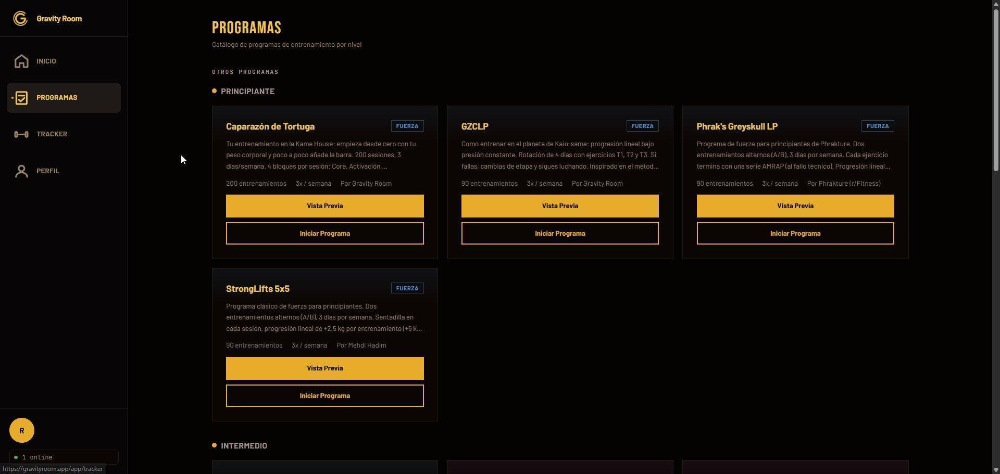 Gravity Room
INICIO
PROGRAMAS
TRACKER
PERFIL
R
1 online
https://gravityroom.app/app/tracker
PROGRAMAS
Catálogo de programas de entrenamiento por nivel
OTROS PROGRAMAS
PRINCIPIANTE
Caparazón de Tortuga
FUERZA
Tu entrenamiento en la Kame House: empieza desde cero con tu
peso corporal y poco a poco añade la barra. 200 sesiones, 3
días/semana. 4 bloques por sesión: Core, Activación,...
200 entrenamientos 3x / semana Por Gravity Room
Vista Previa
Iniciar Programa
GZCLP
FUERZA
Como entrenar en el planeta de Kaio-sama: progresión lineal bajo
presión constante. Rotación de 4 días con ejercicios T1, T2 y T3. Si
fallas, cambias de etapa y sigues luchando. Inspirado en el métod...
90 entrenamientos 3x / semana Por Gravity Room
Vista Previa
Iniciar Programa
Phrak's Greyskull LP
FUERZA
Programa de fuerza para principiantes de Phrakture. Dos
entrenamientos alternos (A/B), 3 días por semana. Cada ejercicio
termina con una serie AMRAP (al fallo técnico). Progresión lineal...
90 entrenamientos 3x / semana Por Phrakture (r/Fitness)
Vista Previa
Iniciar Programa
StrongLifts 5x5
FUERZA
Programa clásico de fuerza para principiantes. Dos
entrenamientos alternos (A/B), 3 días por semana. Sentadilla en
cada sesión, progresión lineal de +2.5 kg por entrenamiento (+5 k...
90 entrenamientos 3x / semana Por Mehdi Hadim
Vista Previa
Iniciar Programa
INTERMEDIO